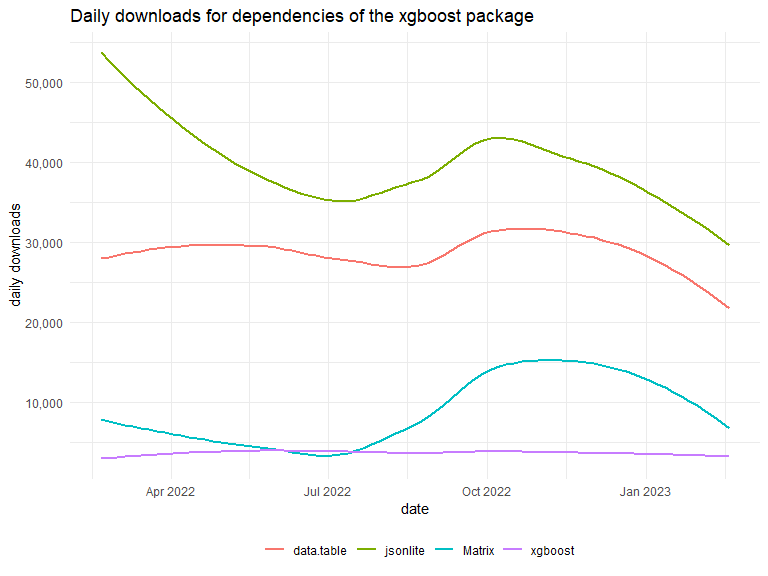 Daily downloads for dependencies of the xgboost package
daily downloads
50,000
40,000
30,000
20,000
10,000
Apr 2022 Jul 2022 Oct 2022 Jan 2023
date
data.table jsonlite Matrix xgboost